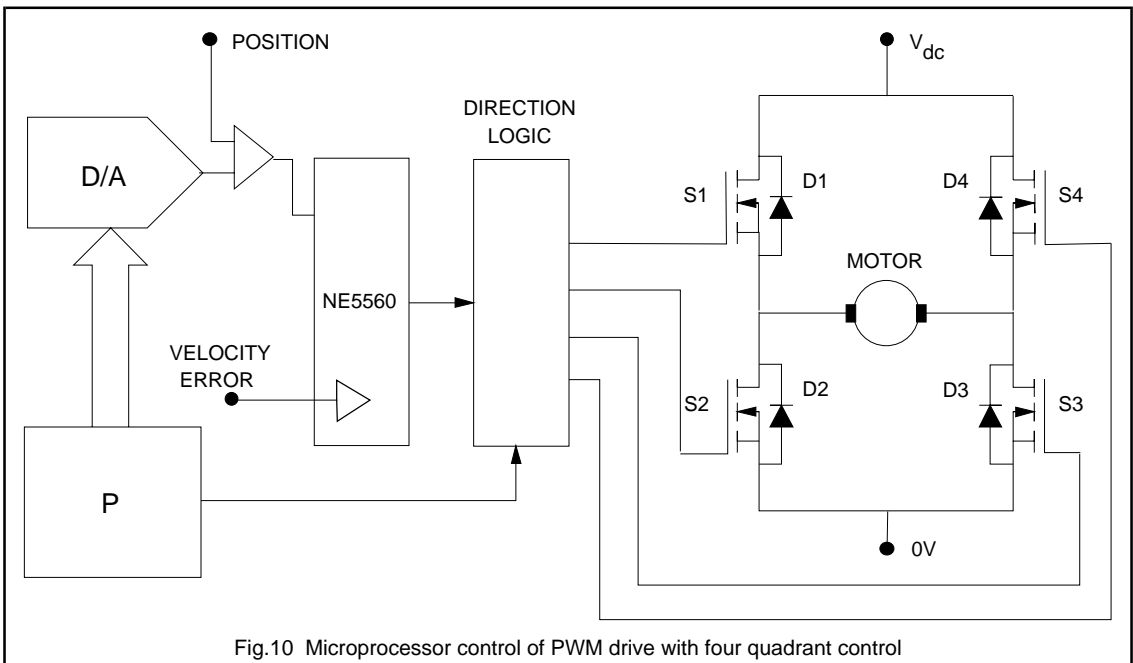 POSITION
V dc
DIRECTION
LOGIC
D/A
S1
D1
D4
S4
MOTOR
NE5560
VELOCITY
ERROR
S2
D2
D3
S3
P
0V
Fig.10 Microprocessor control of PWM drive with four quadrant control